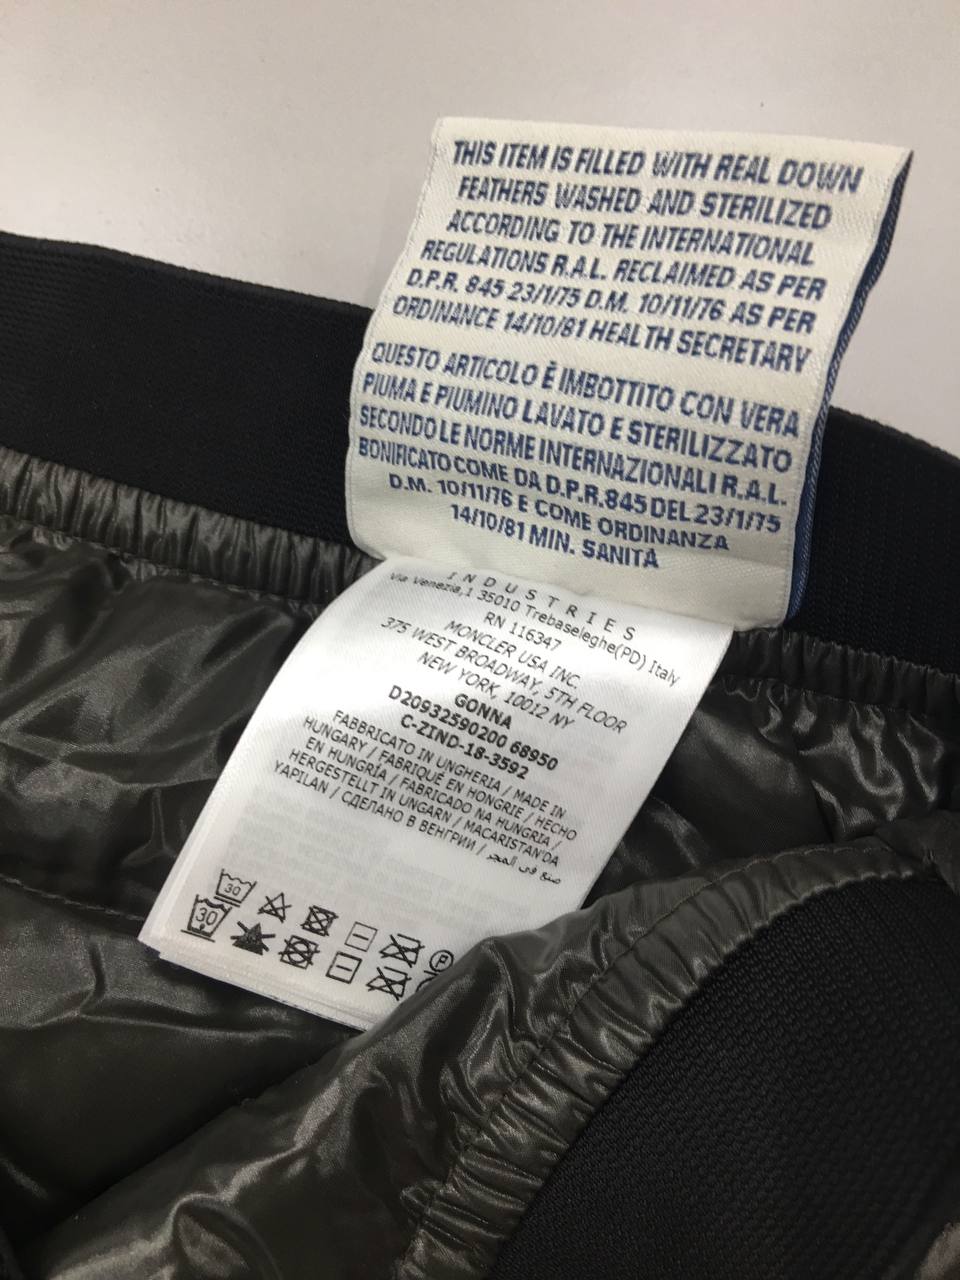 THIS ITEM IS FILLED WITH REAL DOWN
FEATHERS WASHED AND STERILIZED
ACCORDING TO THE INTERNATIONAL
REGULATIONS R.A.L. RECLAIMED AS PER
D.P.R. 845 23/1/75 D.M. 10/11/76 AS PER
ORDINANCE 14/10/81 HEALTH SECRETARY
QUESTO ARTICOLO È IMBOTTITO CON VERA
PIUMA E PIUMINO LAVATO E STERILIZZATO
SECONDO LE NORME INTERNAZIONALI R.A.L.
BONIFICATO COME DA D.P.R.845 DEL 23/1/75
D.M. 10/11/76 E COME ORDINANZA
14/10/81 MIN. SANITÀ
INDUSTRIES
Via Venezia,1 35010 Trebaseleghe(PD) Italy
RN 116347
MONCLER USA INC.
375 WEST BROADWAY, 5TH FLOOR
NEW YORK, 10012 NY
GONNA
D2093259020​0 68950
C-ZIND-18-3592
FABBRICATO IN UNGHERIA / MADE IN
HUNGARY / FABRIQUÉ EN HONGRIE / HECHO
EN HUNGRÍA / FABRICADO NA HUNGRIA /
HERGESTELLT IN UNGARN / MACARISTAN'DA
YAPILAN / СДЕЛАНО В ВЕНГРИИ / صنع في المجر
30
P
30